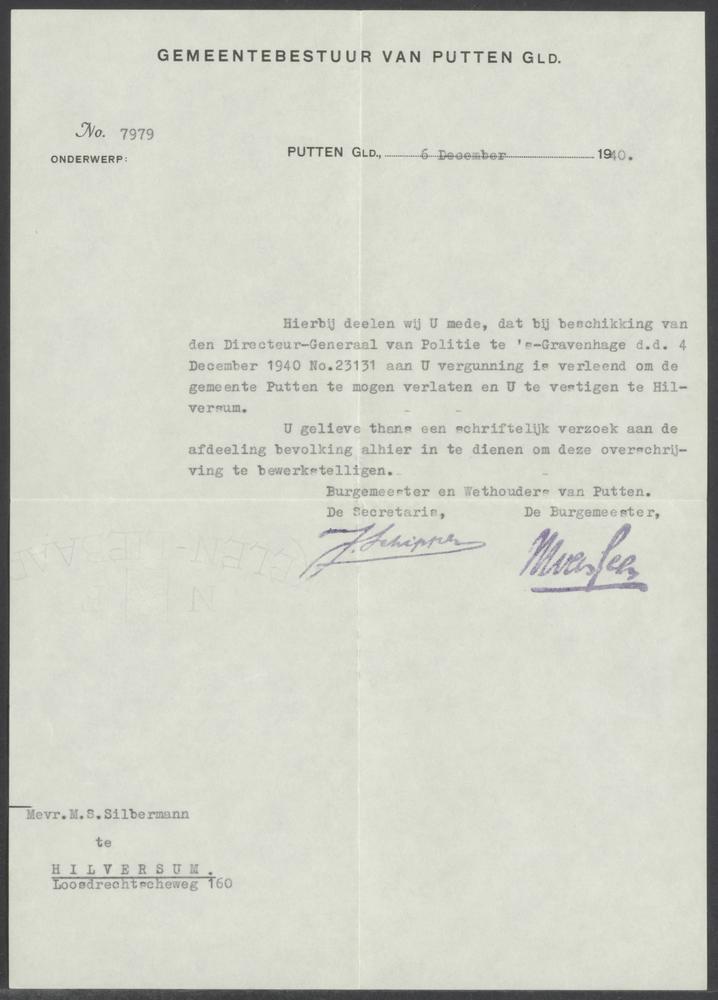 GEMEENTEBESTUUR VAN PUTTEN GLD.
No. 7979
ONDERWERP:
PUTTEN GLD., 6 December 1940.
Hierbij deelen wij U mede, dat bij beschikking van
den Directeur-Generaal van Politie te 's-Gravenhage d.d. 4
December 1940 No.23131 aan U vergunning is verleend om de
gemeente Putten te mogen verlaten en U te vestigen te Hil-
versum.
U gelieve thans een schriftelijk verzoek aan de
afdeeling bevolking alhier in te dienen om deze overschrij-
ving te bewerkstelligen.
Burgemeester en Wethouders van Putten.
De Secretaris, De Burgemeester,
J. Schipper
Mevr.M.S.Silbermann
te
HILVERSUM.
Loosdrechtscheweg 160